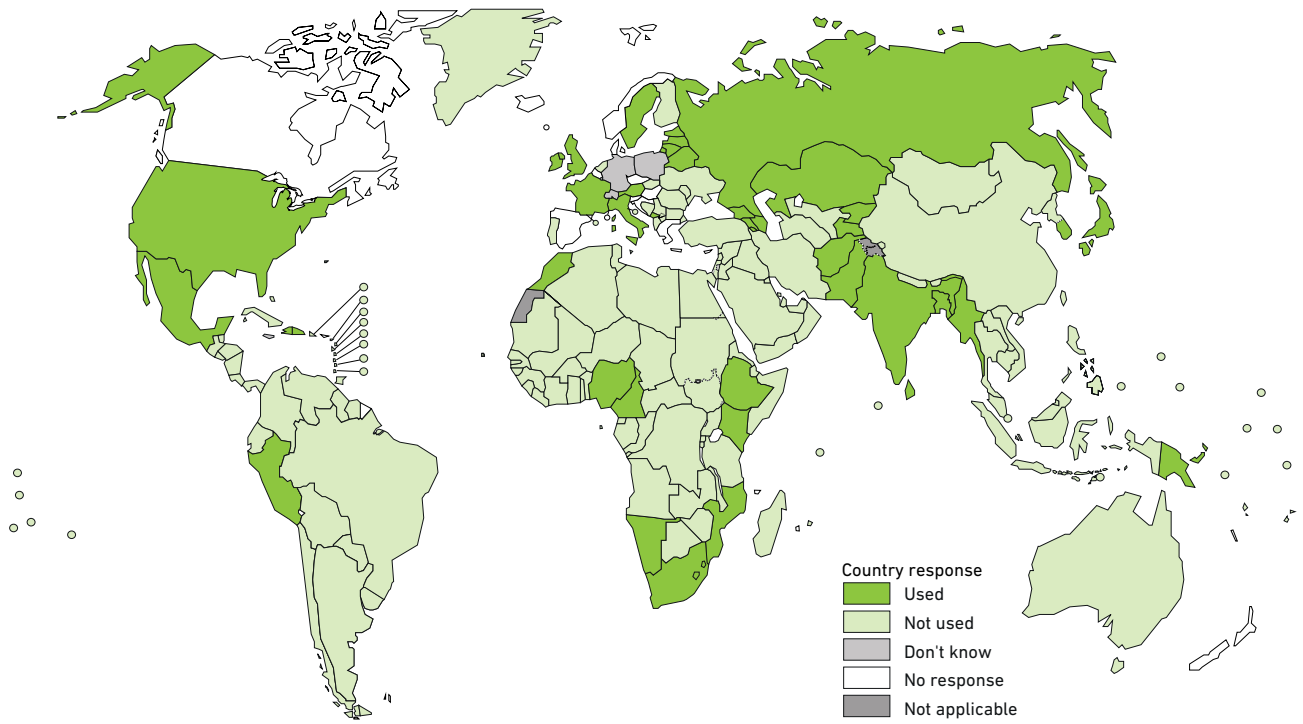 Country response
Used
Not used
Don't know
No response
Not applicable